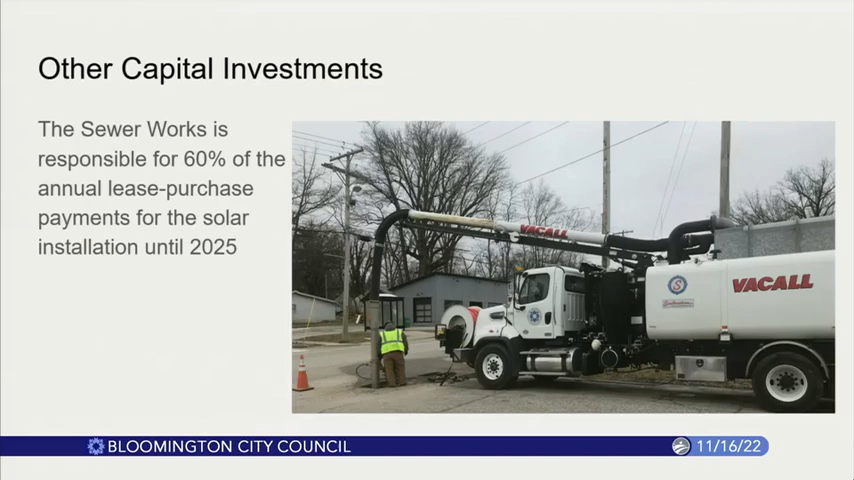 Other Capital Investments
The Sewer Works is
responsible for 60% of the
annual lease-purchase
payments for the solar
installation until 2025
VACALL
VACALL
S
BLOOMINGTON CITY COUNCIL
11/16/22